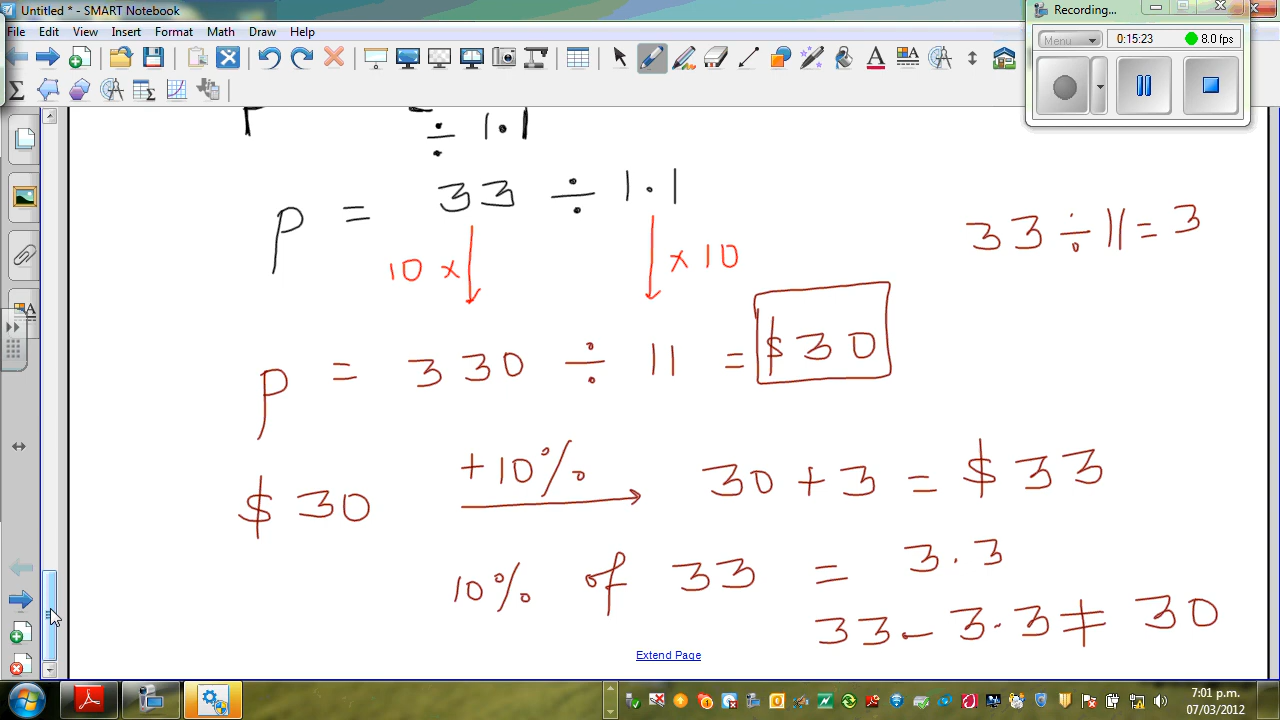 Untitled * - SMART Notebook
File Edit View Insert Format Math Draw Help
Recording...
Menu
0:15:23
8.0 fps
÷ 1.1
p = 33 ÷ 1.1
10 × × 10
33 ÷ 11 = 3
p = 330 ÷ 11 = $30
$30 +10% 30 + 3 = $33
10% of 33 = 3.3
33 - 3.3 ≠ 30
Extend Page
7:01 p.m.
07/03/2012